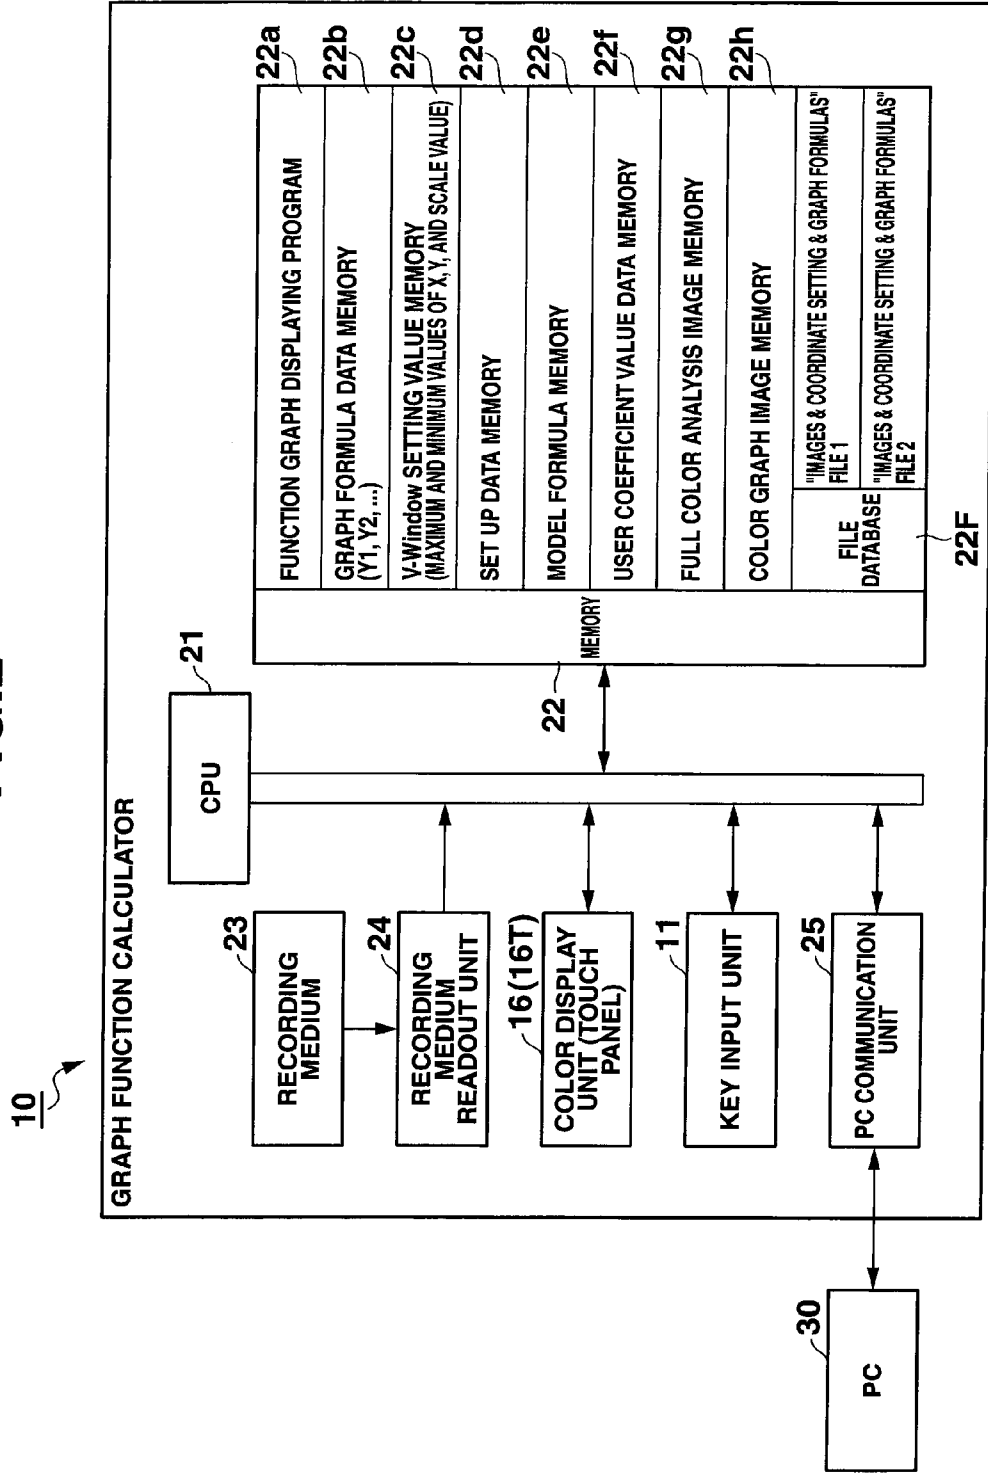 10
GRAPH FUNCTION CALCULATOR
CPU
21
23
RECORDING
MEDIUM
24
RECORDING
MEDIUM
READOUT UNIT
16 (16T)
COLOR DISPLAY
UNIT (TOUCH
PANEL)
11
KEY INPUT UNIT
25
PC COMMUNICATION
UNIT
30
PC
22
MEMORY
FUNCTION GRAPH DISPLAYING PROGRAM
22a
GRAPH FORMULA DATA MEMORY
(Y1, Y2, ...)
22b
V-Window SETTING VALUE MEMORY
(MAXIMUM AND MINIMUM VALUES OF X, Y, AND SCALE VALUE)
22c
SET UP DATA MEMORY
22d
MODEL FORMULA MEMORY
22e
USER COEFFICIENT VALUE DATA MEMORY
22f
FULL COLOR ANALYSIS IMAGE MEMORY
22g
COLOR GRAPH IMAGE MEMORY
22h
FILE
DATABASE
22F
"IMAGES & COORDINATE SETTING & GRAPH FORMULAS"
FILE 1
"IMAGES & COORDINATE SETTING & GRAPH FORMULAS"
FILE 2